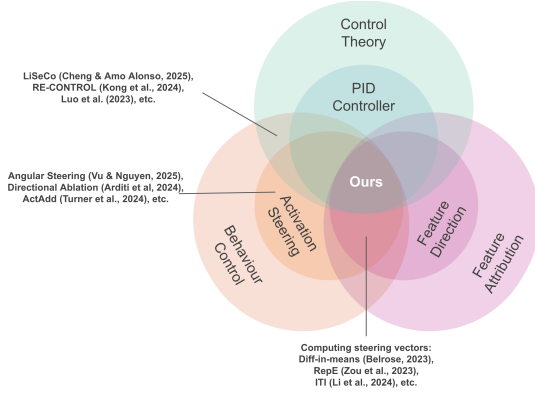 Control
Theory
PID
Controller
LiSeCo (Cheng & Amo Alonso, 2025),
RE-CONTROL (Kong et al., 2024),
Luo et al. (2023), etc.
Angular Steering (Vu & Nguyen, 2025),
Directional Ablation (Arditi et al, 2024),
ActAdd (Turner et al., 2024), etc.
Ours
Activation
Steering
Behaviour
Control
Feature
Direction
Feature
Attribution
Computing steering vectors:
Diff-in-means (Belrose, 2023),
RepE (Zou et al., 2023),
ITI (Li et al., 2024), etc.